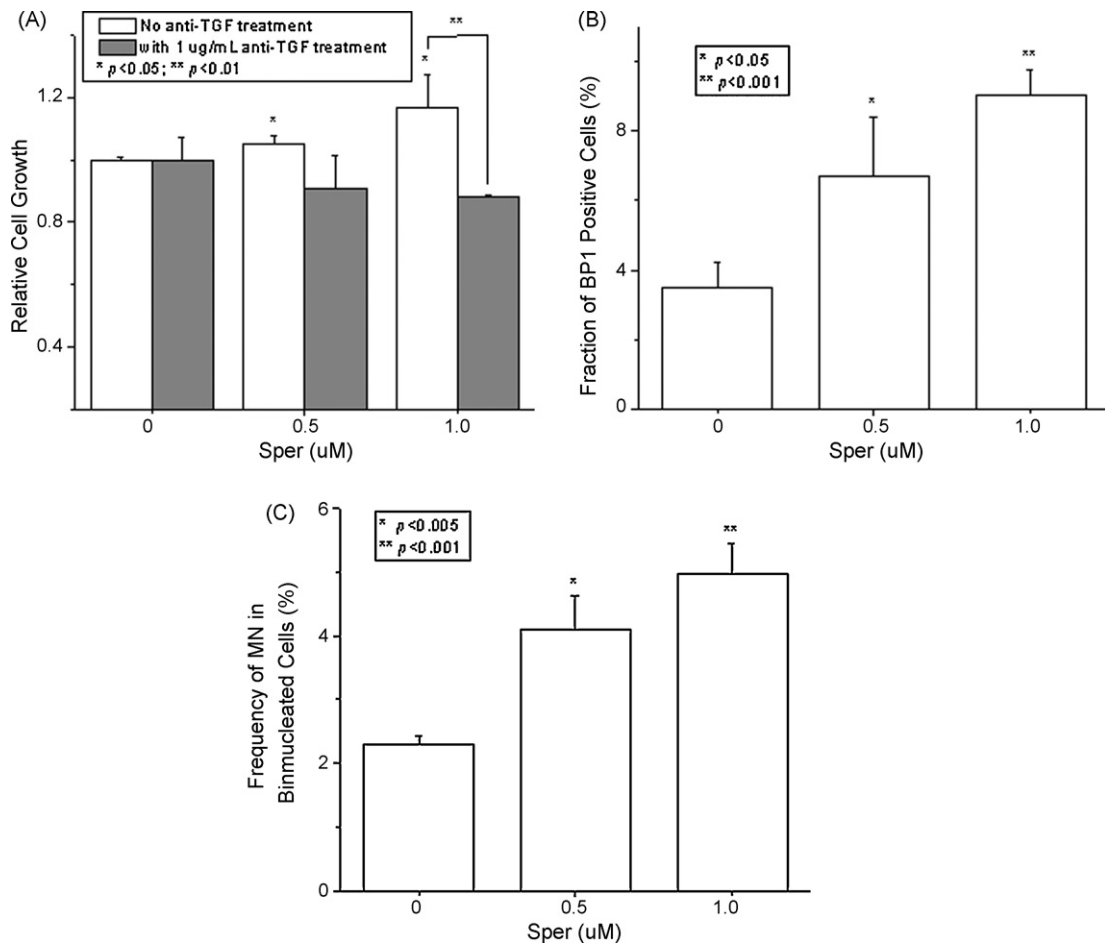 (A)
No anti-TGF treatment
with 1 ug/mL anti-TGF treatment
* p<0.05; ** p<0.01
**
*
*
1.2
0.8
0.4
Relative Cell Growth
0 0.5 1.0
Sper (uM)
(B)
* p<0.05
** p<0.001
*
**
8
4
0
Fraction of BP1 Positive Cells (%)
0 0.5 1.0
Sper (uM)
(C)
* p<0.005
** p<0.001
*
**
6
4
2
0
Frequency of MN in
Binmucleated Cells (%)
0 0.5 1.0
Sper (uM)